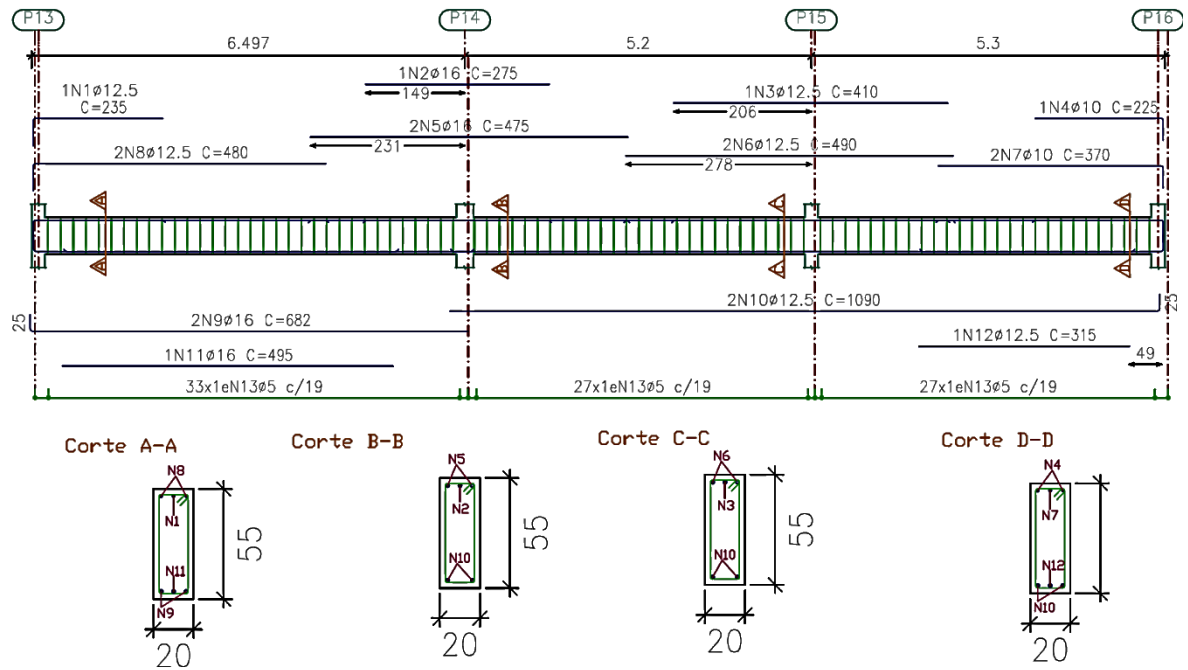 P13
P14
P15
P16
6.497
5.2
5.3
1N2ø16 C=275
149
1N1ø12.5
C=235
1N3ø12.5 C=410
206
1N4ø10 C=225
2N5ø16 C=475
231
2N6ø12.5 C=490
278
2N8ø12.5 C=480
2N7ø10 C=370
A
B
C
D
A
B
C
D
25
2N9ø16 C=682
2N10ø12.5 C=1090
25
1N12ø12.5 C=315
49
1N11ø16 C=495
33x1eN13ø5 c/19
27x1eN13ø5 c/19
27x1eN13ø5 c/19
Corte A-A
Corte B-B
Corte C-C
Corte D-D
N8
N1
N11
N9
55
20
N5
N2
N10
55
20
N6
N3
N10
55
20
N4
N7
N12
N10
20